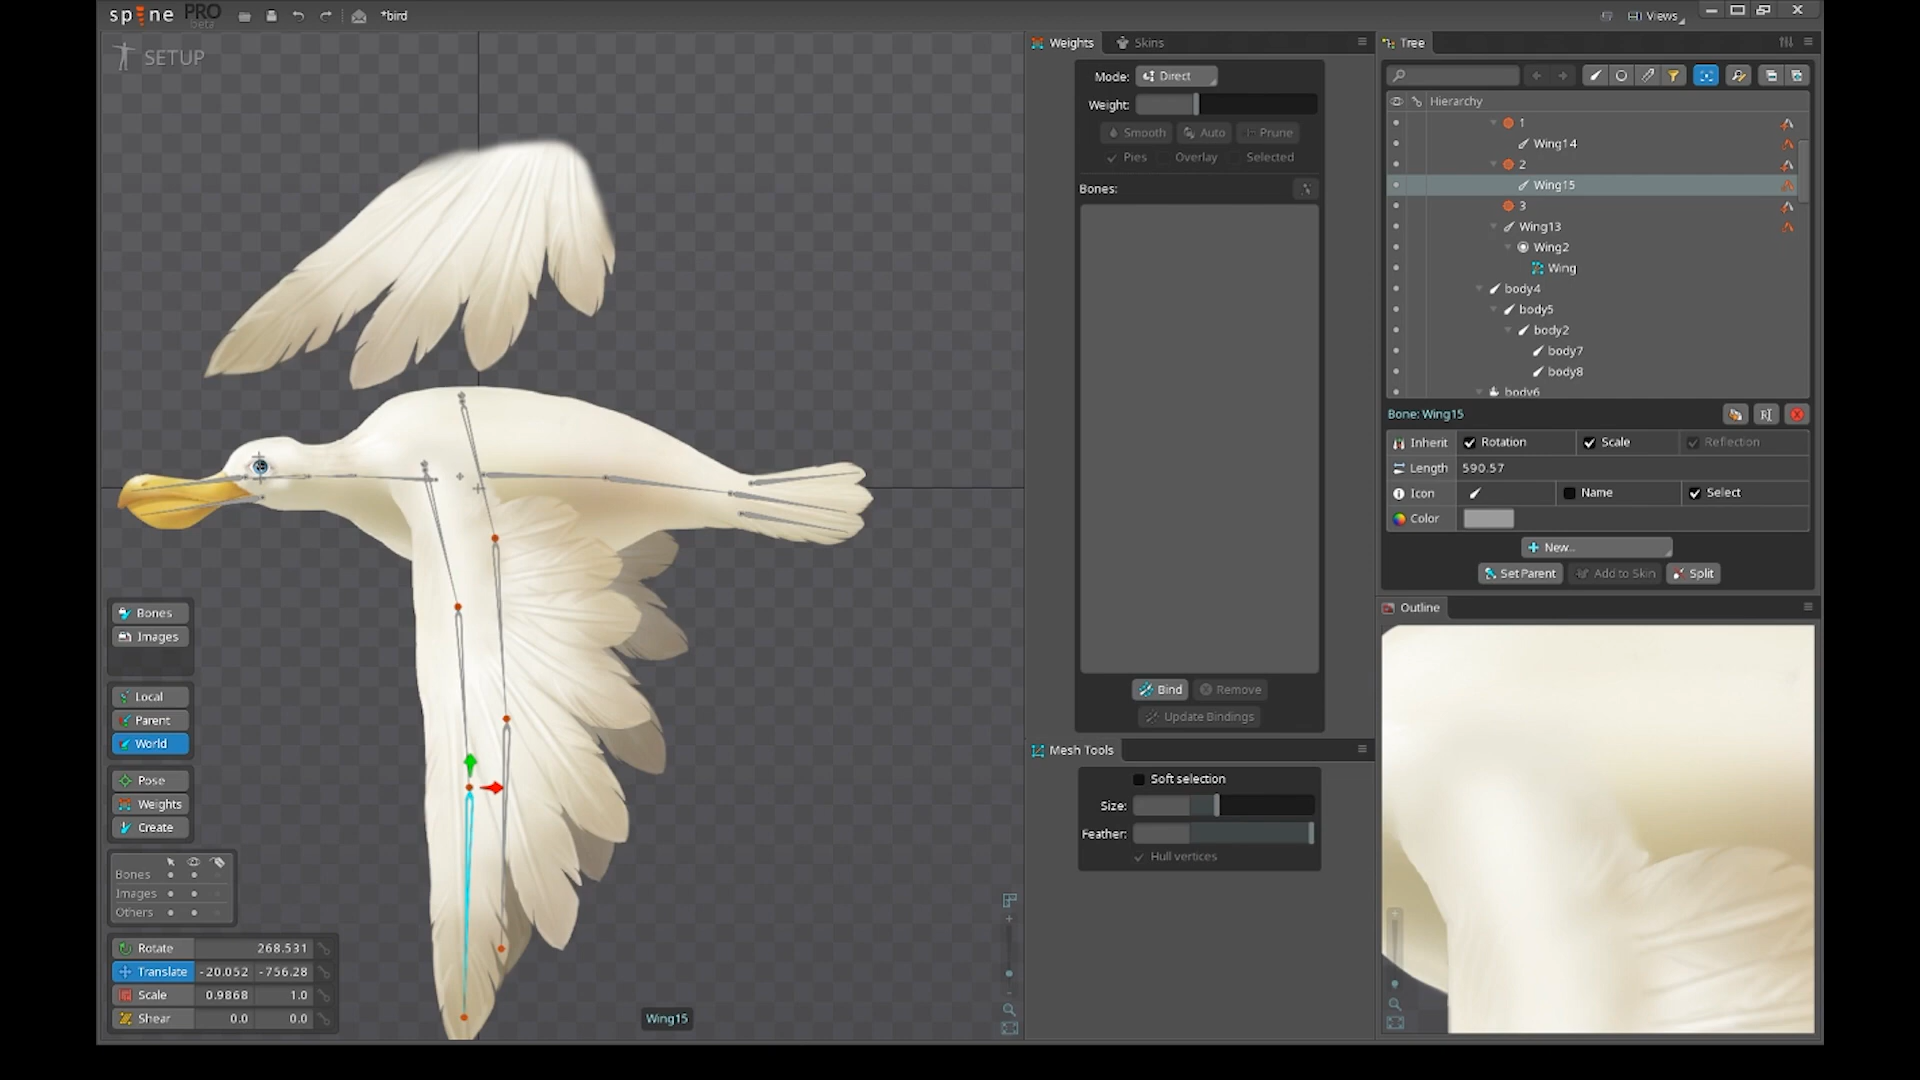 spine PRO beta
*bird
Views
SETUP
Weights
Skins
Mode: Direct
Weight:
Smooth Auto Prune
Pies Overlay Selected
Bones:
Bind Remove
Update Bindings
Mesh Tools
Soft selection
Size:
Feather:
Hull vertices
Tree
Hierarchy
1
Wing14
2
Wing15
3
Wing13
Wing2
Wing
body4
body5
body2
body7
body8
body6
Bone: Wing15
Inherit Rotation Scale Reflection
Length 590.57
Icon Name Select
Color
New...
Set Parent Add to Skin Split
Outline
Bones
Images
Local
Parent
World
Pose
Weights
Create
Bones
Images
Others
Rotate 268.531
Translate -20.052 -756.28
Scale 0.9868 1.0
Shear 0.0 0.0
Wing15